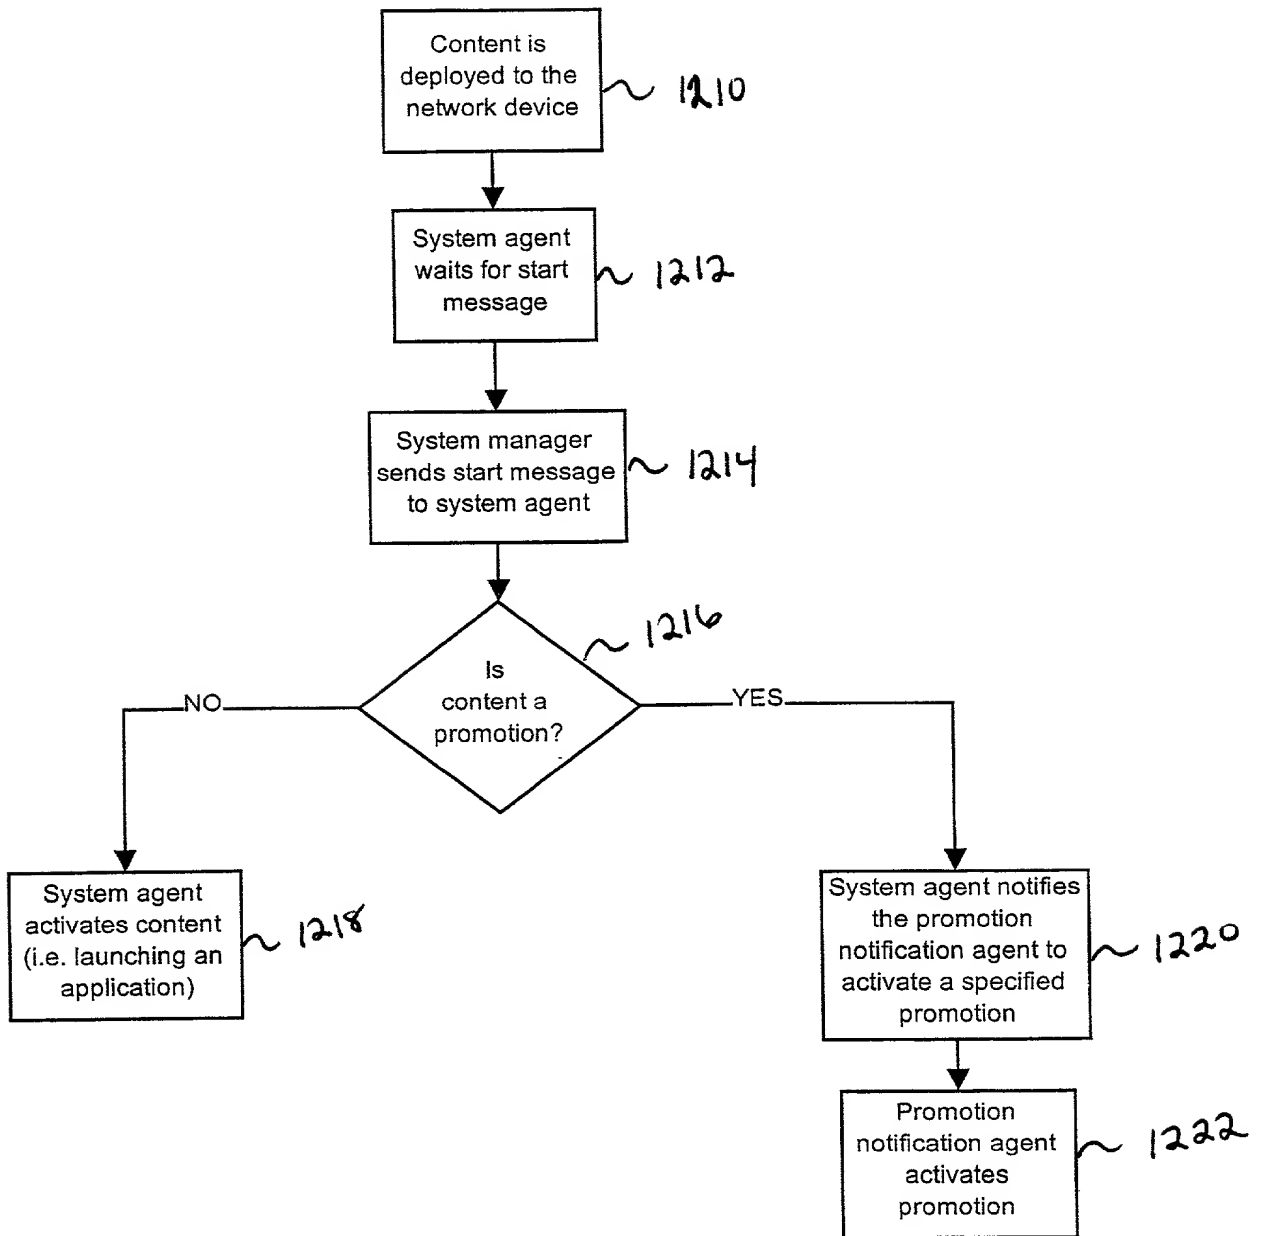 Content is
deployed to the
network device
1210
System agent
waits for start
message
1212
System manager
sends start message
to system agent
1214
Is
content a
promotion?
1216
NO
YES
System agent
activates content
(i.e. launching an
application)
1218
System agent notifies
the promotion
notification agent to
activate a specified
promotion
1220
Promotion
notification agent
activates
promotion
1222